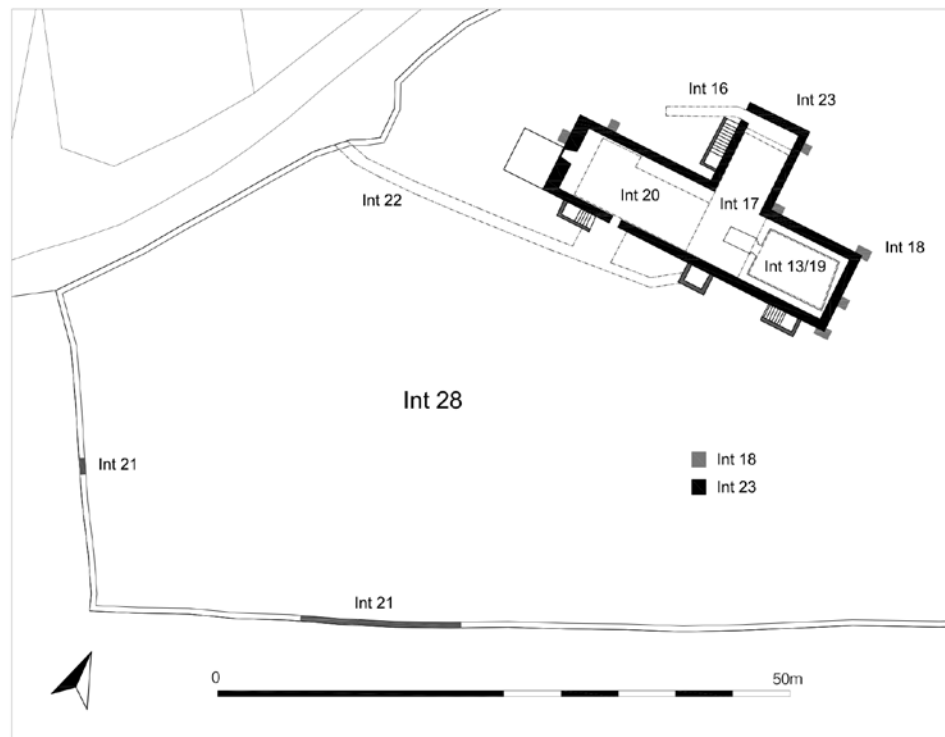 Int 16
Int 23
Int 22
Int 20
Int 17
Int 18
Int 13/19
Int 28
Int 21
Int 18
Int 23
Int 21
0
50m